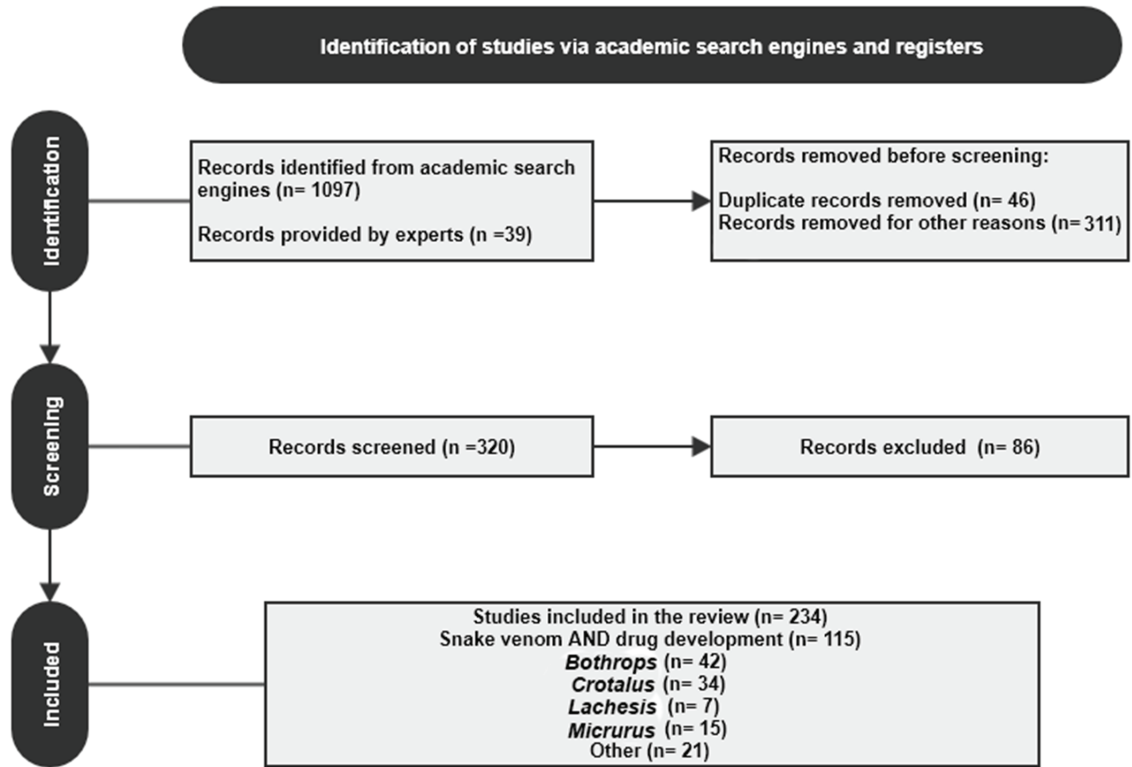 Identification of studies via academic search engines and registers
Identification
Records identified from academic search
engines (n= 1097)
Records provided by experts (n =39)
Records removed before screening:
Duplicate records removed (n= 46)
Records removed for other reasons (n= 311)
Screening
Records screened (n =320)
Records excluded (n= 86)
Included
Studies included in the review (n= 234)
Snake venom AND drug development (n= 115)
Bothrops (n= 42)
Crotalus (n= 34)
Lachesis (n= 7)
Micrurus (n= 15)
Other (n= 21)